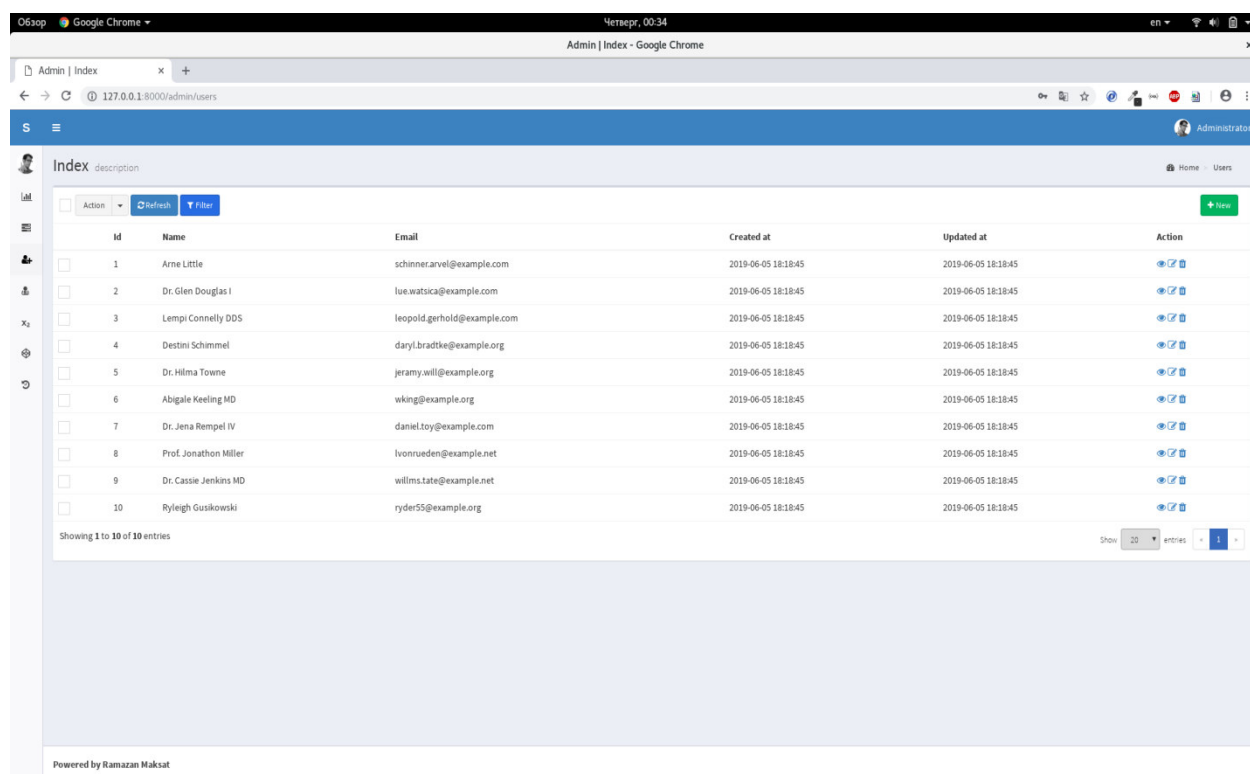 Обзор Google Chrome Четверг, 00:34 en
Admin | Index - Google Chrome
Admin | Index
127.0.0.1:8000/admin/users
S Administrator
Index description Home Users
Action Refresh Filter New
Id Name Email Created at Updated at Action
1 Arne Little schinner.arvel@example.com 2019-06-05 18:18:45 2019-06-05 18:18:45
2 Dr. Glen Douglas I lue.watsica@example.com 2019-06-05 18:18:45 2019-06-05 18:18:45
3 Lempi Connelly DDS leopold.gerhold@example.com 2019-06-05 18:18:45 2019-06-05 18:18:45
4 Destini Schimmel daryl.bradtke@example.org 2019-06-05 18:18:45 2019-06-05 18:18:45
5 Dr. Hilma Towne jeramy.will@example.org 2019-06-05 18:18:45 2019-06-05 18:18:45
6 Abigale Keeling MD wking@example.org 2019-06-05 18:18:45 2019-06-05 18:18:45
7 Dr. Jena Rempel IV daniel.toy@example.com 2019-06-05 18:18:45 2019-06-05 18:18:45
8 Prof. Jonathon Miller lvonrueden@example.net 2019-06-05 18:18:45 2019-06-05 18:18:45
9 Dr. Cassie Jenkins MD willms.tate@example.net 2019-06-05 18:18:45 2019-06-05 18:18:45
10 Ryleigh Gusikowski ryder55@example.org 2019-06-05 18:18:45 2019-06-05 18:18:45
Showing 1 to 10 of 10 entries Show 20 entries « 1 »
Powered by Ramazan Maksat